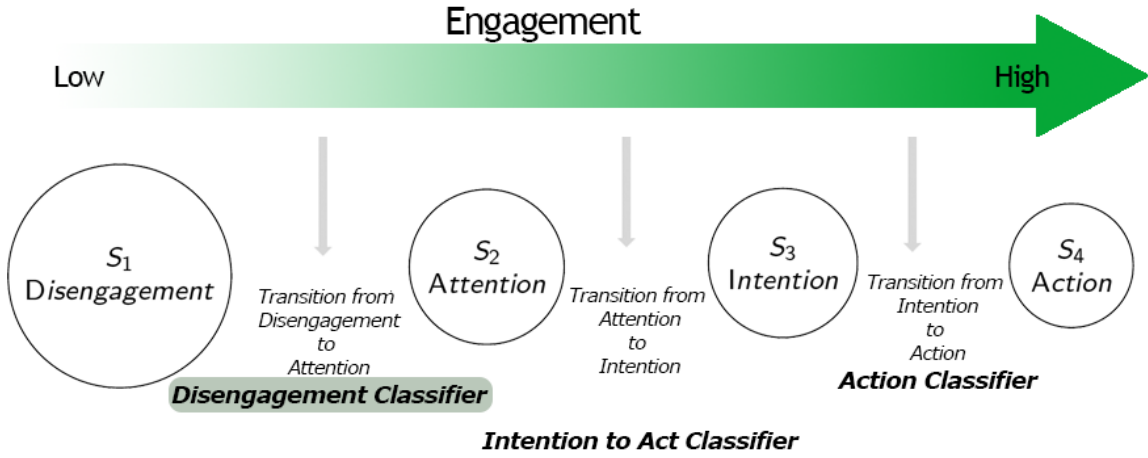 Engagement
Low
High
S1
Disengagement
Transition from
Disengagement
to
Attention
Disengagement Classifier
S2
Attention
Transition from
Attention
to
Intention
Intention to Act Classifier
S3
Intention
Transition from
Intention
to
Action
Action Classifier
S4
Action